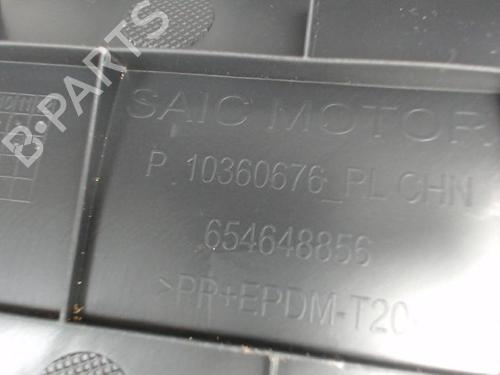 SAIC MOTOR
P 10360676_PL CHN
654648856
>PP+EPDM-T20
B-PARTS